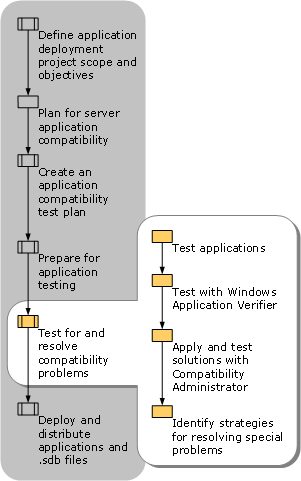 Define application
deployment
project scope and
objectives
Plan for server
application
compatibility
Create an
application
compatibility
test plan
Prepare for
application
testing
Test for and
resolve
compatibility
problems
Deploy and
distribute
applications and
.sdb files
Test applications
Test with Windows
Application Verifier
Apply and test
solutions with
Compatibility
Administrator
Identify strategies
for resolving special
problems